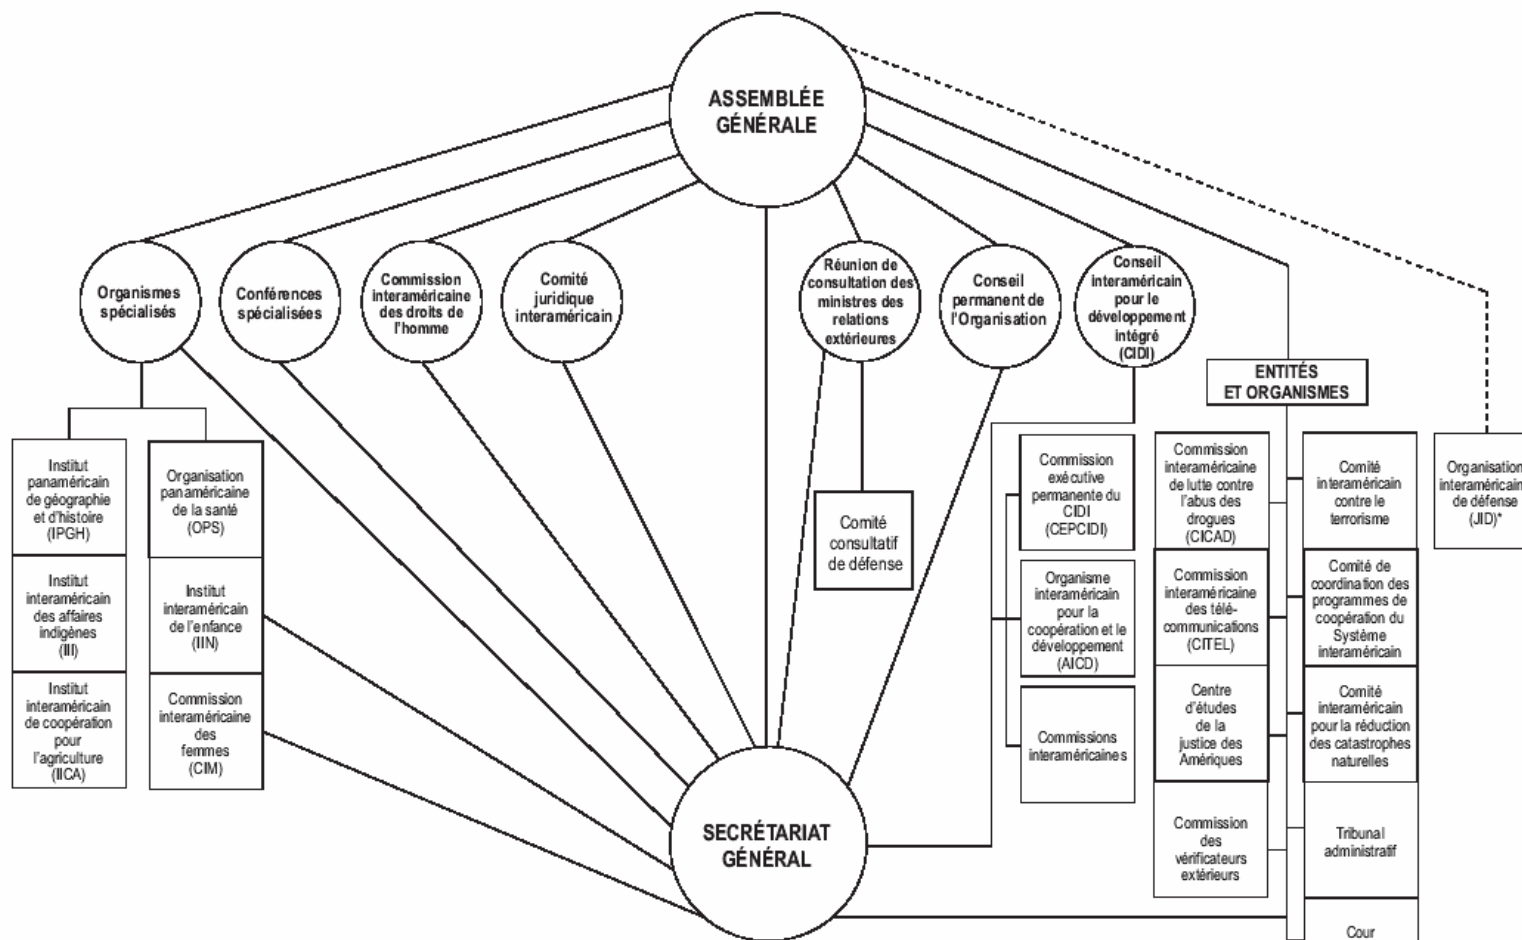 ASSEMBLÉE
GÉNÉRALE
Organismes
spécialisés
Conférences
spécialisées
Commission
interaméricaine
des droits de
l'homme
Comité
juridique
interaméricain
Réunion de
consultation des
ministres des
relations
extérieures
Conseil
permanent de
l'Organisation
Conseil
interaméricain
pour le
développement
intégré
(CIDI)
ENTITÉS
ET ORGANISMES
Institut
panaméricain
de géographie
et d'histoire
(IPGH)
Organisation
panaméricaine
de la santé
(OPS)
Institut
interaméricain
des affaires
indigènes
(III)
Institut
interaméricain
de l'enfance
(IIN)
Institut
interaméricain
de coopération
pour
l'agriculture
(IICA)
Commission
interaméricaine
des
femmes
(CIM)
Comité
consultatif
de défense
Commission
exécutive
permanente du
CIDI
(CEPCIDI)
Organisme
interaméricain
pour la
coopération et le
développement
(AICD)
Commissions
interaméricaines
Commission
interaméricaine
de lutte contre
l'abus des
drogues
(CICAD)
Commission
interaméricaine
des télé-
communications
(CITEL)
Centre
d'études
de la
justice des
Amériques
Commission
des
vérificateurs
extérieurs
Comité
interaméricain
contre le
terrorisme
Comité de
coordination des
programmes de
coopération du
Système
interaméricain
Comité
interaméricain
pour la réduction
des catastrophes
naturelles
Tribunal
administratif
Cour
Organisation
interaméricain
de défense
(JID)*
SECRÉTARIAT
GÉNÉRAL